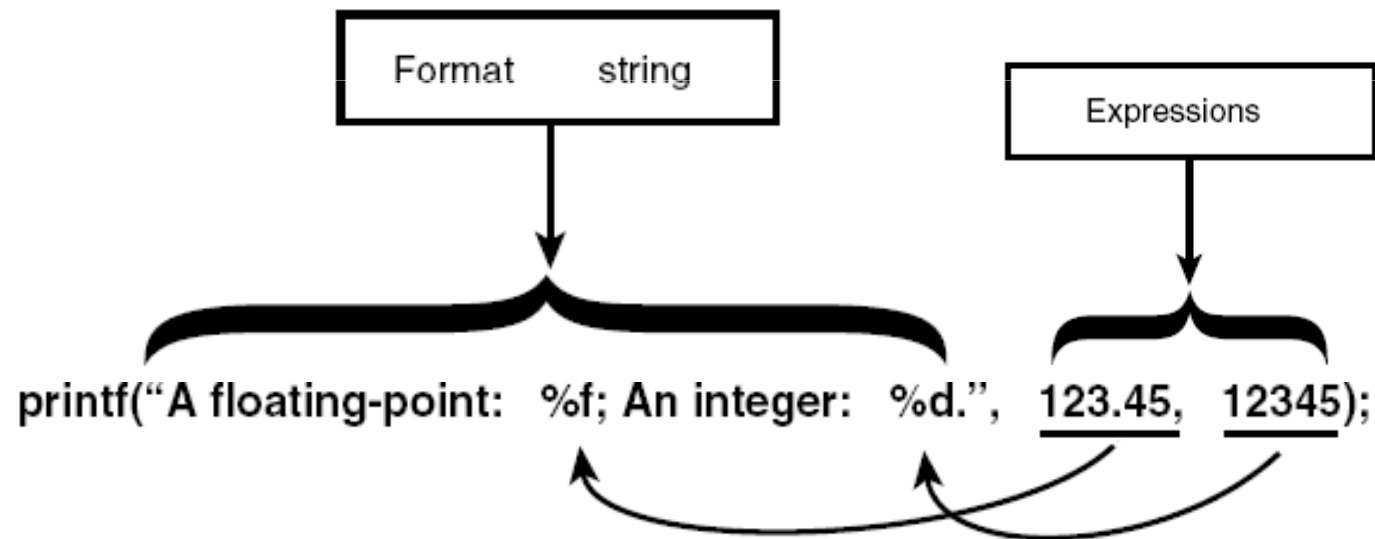 Format string
Expressions
printf(“A floating-point: %f; An integer: %d.”, 123.45, 12345);